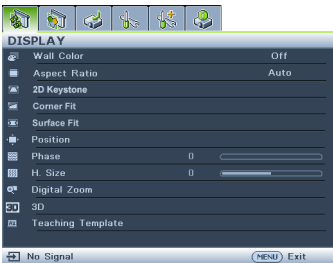 DISPLAY
Wall Color Off
Aspect Ratio Auto
2D Keystone
Corner Fit
Surface Fit
Position
Phase 0
H. Size 0
Digital Zoom
3D 3D
Teaching Template
No Signal MENU Exit